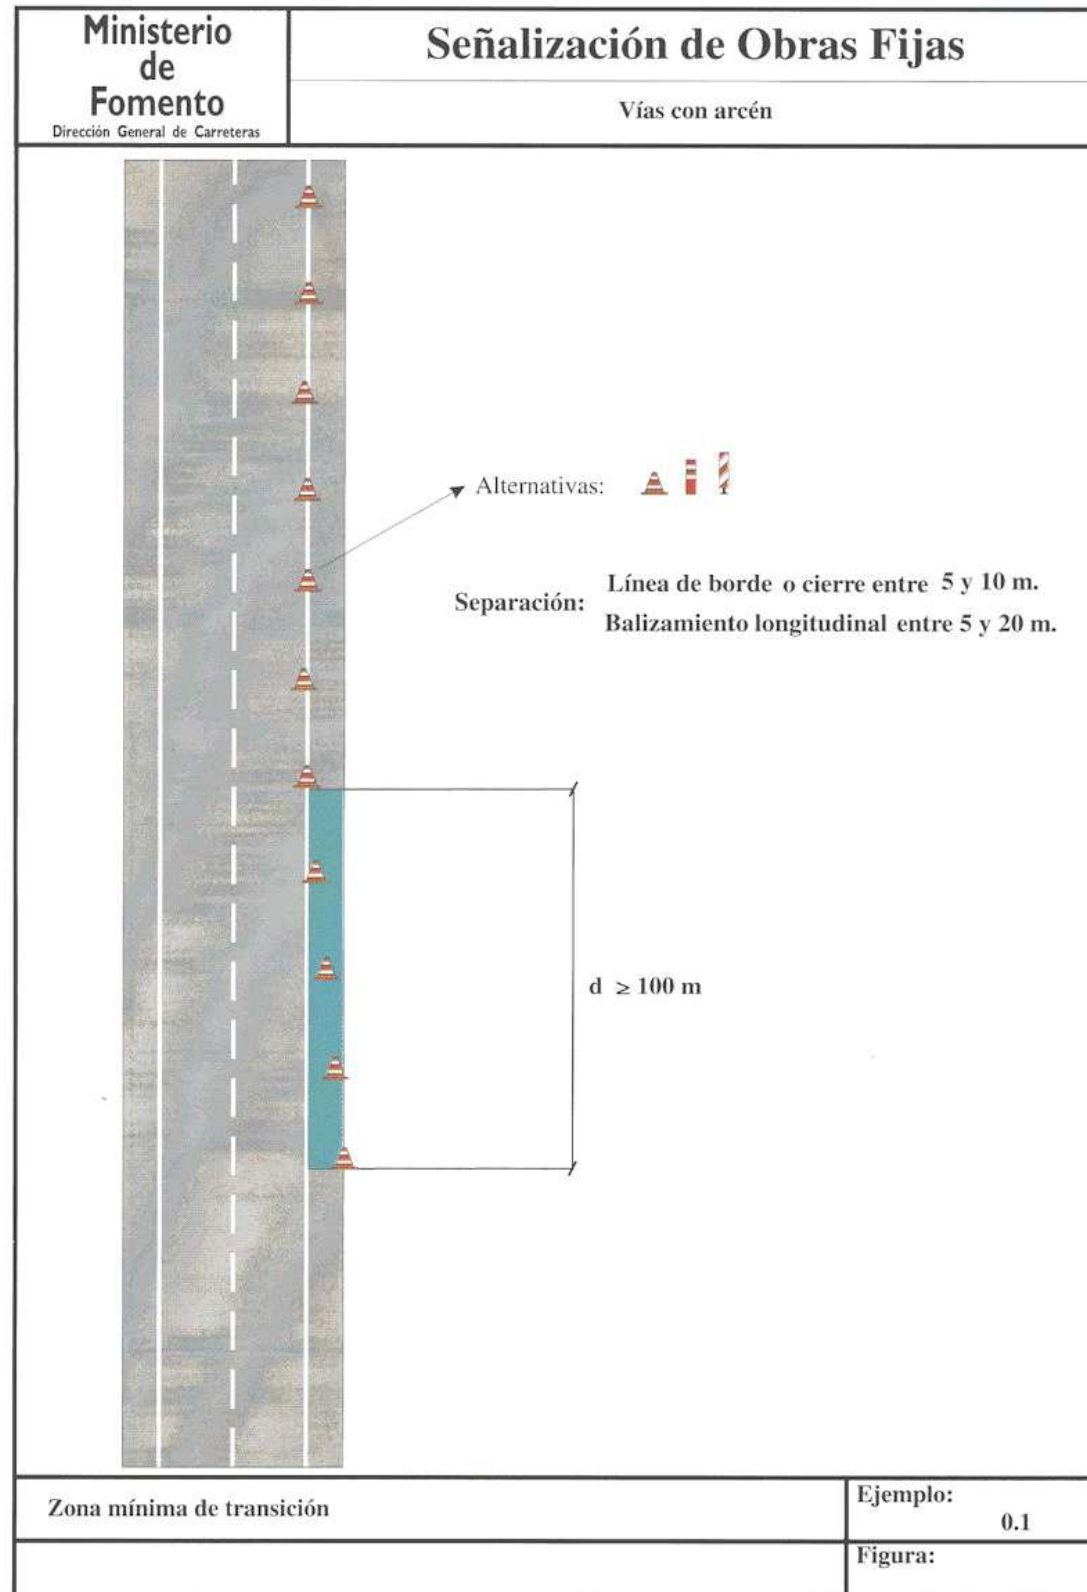 Ministerio
de
Fomento
Dirección General de Carreteras
Señalización de Obras Fijas
Vías con arcén
Alternativas:
Separación:
Línea de borde o cierre entre 5 y 10 m.
Balizamiento longitudinal entre 5 y 20 m.
d ≥ 100 m
Zona mínima de transición
Ejemplo:
0.1
Figura: